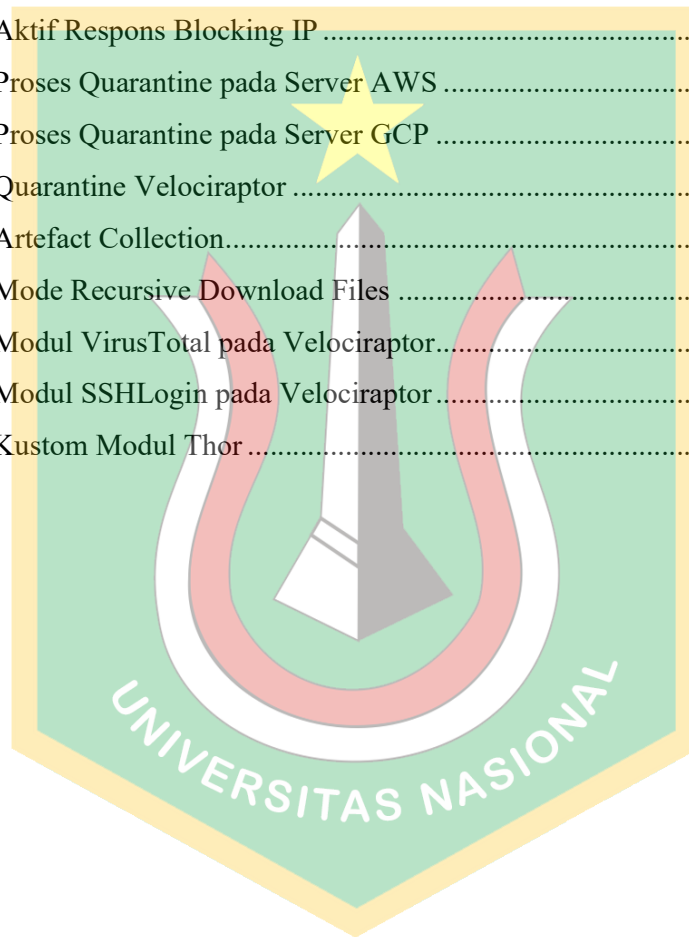 Aktif Respons Blocking IP ................................................
Proses Quarantine pada Server AWS ................................
Proses Quarantine pada Server GCP .................................
Quarantine Velociraptor ....................................................
Artefact Collection.............................................................
Mode Recursive Download Files ......................................
Modul VirusTotal pada Velociraptor.................................
Modul SSHLogin pada Velociraptor .................................
Kustom Modul Thor ..........................................................
UNIVERSITAS NASIONAL